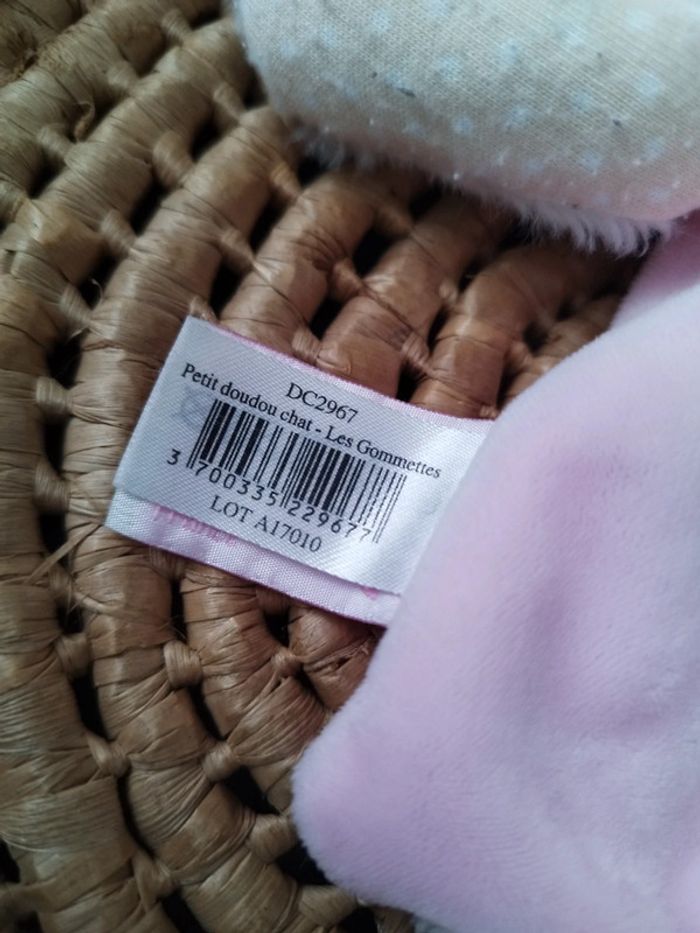 DC2967
Petit doudou chat - Les Gommettes
3 700335 229677
LOT A17010